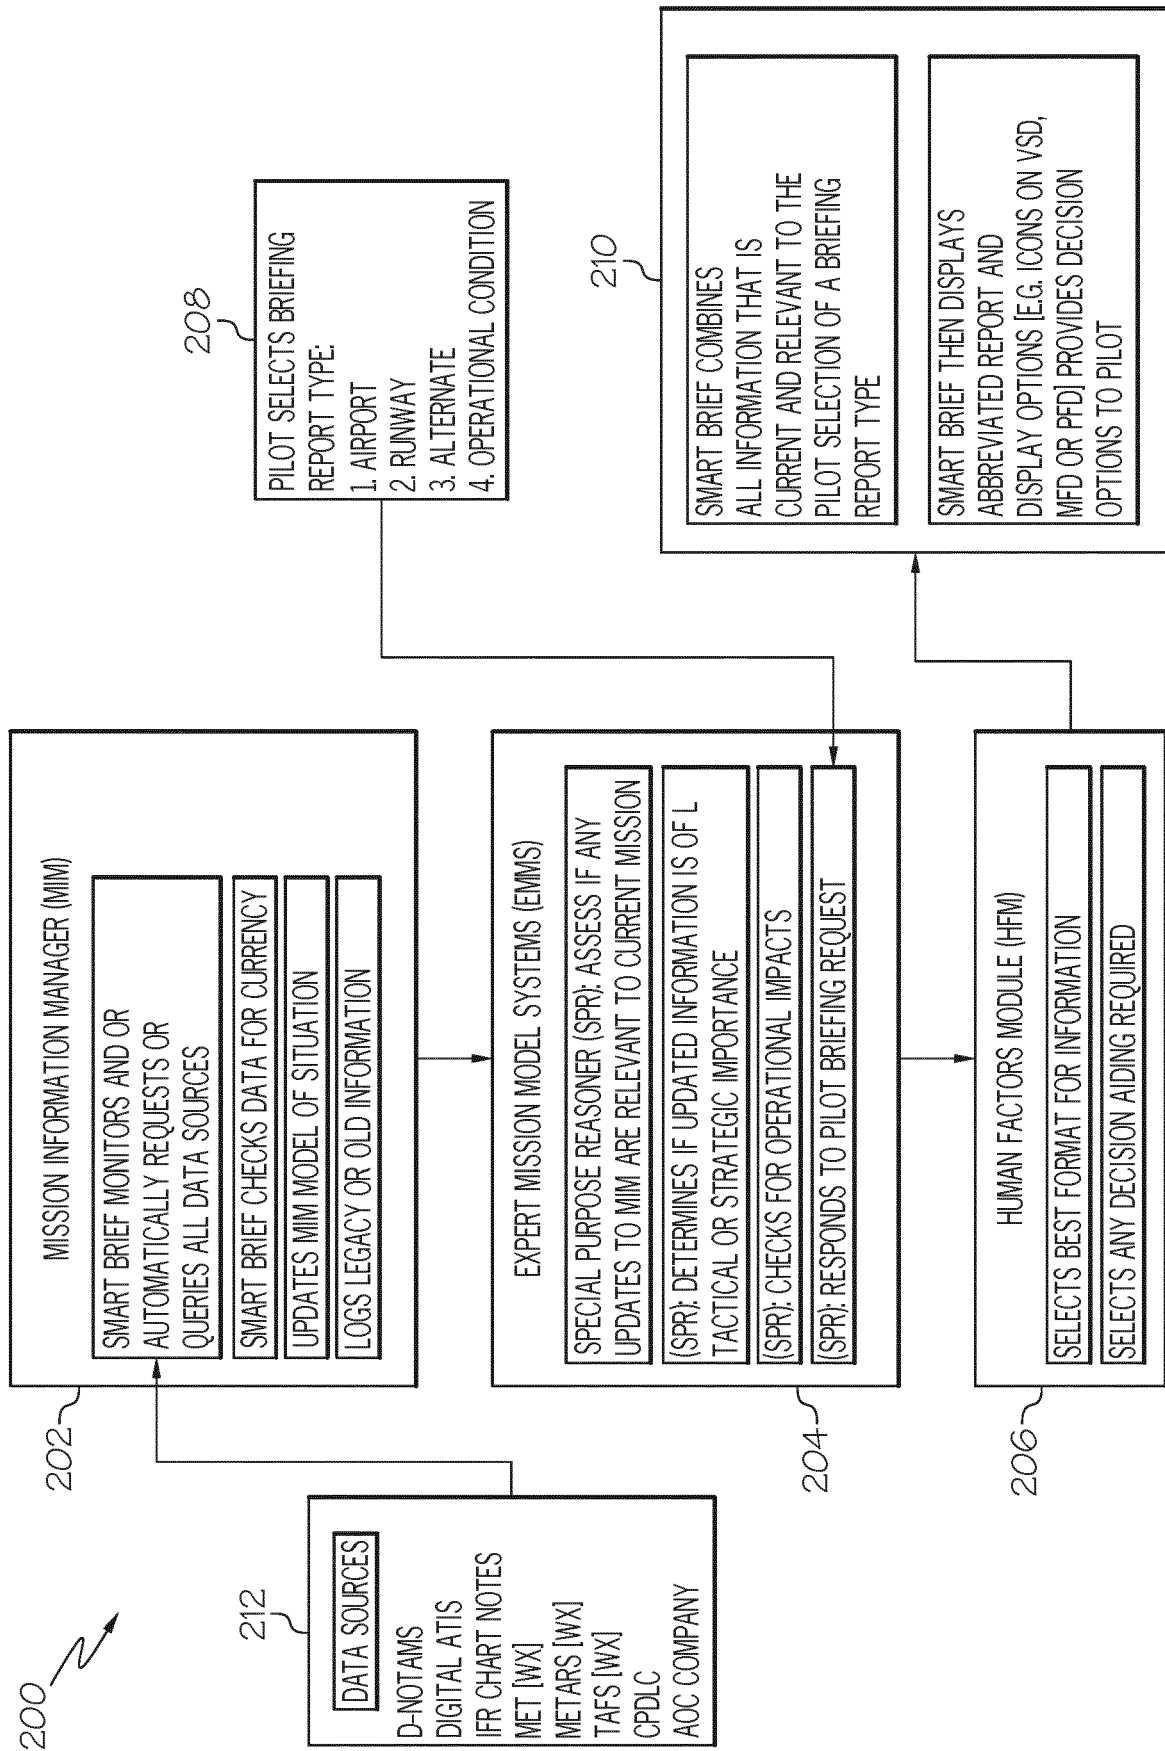 200
212
DATA SOURCES
D-NOTAMS
DIGITAL ATIS
IFR CHART NOTES
MET [WX]
METARS [WX]
TAFS [WX]
CPDLC
AOC COMPANY
202
MISSION INFORMATION MANAGER (MIM)
SMART BRIEF MONITORS AND OR
AUTOMATICALLY REQUESTS OR
QUERIES ALL DATA SOURCES
SMART BRIEF CHECKS DATA FOR CURRENCY
UPDATES MIM MODEL OF SITUATION
LOGS LEGACY OR OLD INFORMATION
204
EXPERT MISSION MODEL SYSTEMS (EMMS)
SPECIAL PURPOSE REASONER (SPR): ASSESS IF ANY
UPDATES TO MIMI ARE RELEVANT TO CURRENT MISSION
(SPR): DETERMINES IF UPDATED INFORMATION IS OF L
TACTICAL OR STRATEGIC IMPORTANCE
(SPR): CHECKS FOR OPERATIONAL IMPACTS
(SPR): RESPONDS TO PILOT BRIEFING REQUEST
206
HUMAN FACTORS MODULE (HFM)
SELECTS BEST FORMAT FOR INFORMATION
SELECTS ANY DECISION AIDING REQUIRED
208
PILOT SELECTS BRIEFING
REPORT TYPE:
1. AIRPORT
2. RUNWAY
3. ALTERNATE
4. OPERATIONAL CONDITION
210
SMART BRIEF COMBINES
ALL INFORMATION THAT IS
CURRENT AND RELEVANT TO THE
PILOT SELECTION OF A BRIEFING
REPORT TYPE
SMART BRIEF THEN DISPLAYS
ABBREVIATED REPORT AND
DISPLAY OPTIONS [E.G. ICONS ON VSD,
MFD OR PFD] PROVIDES DECISION
OPTIONS TO PILOT